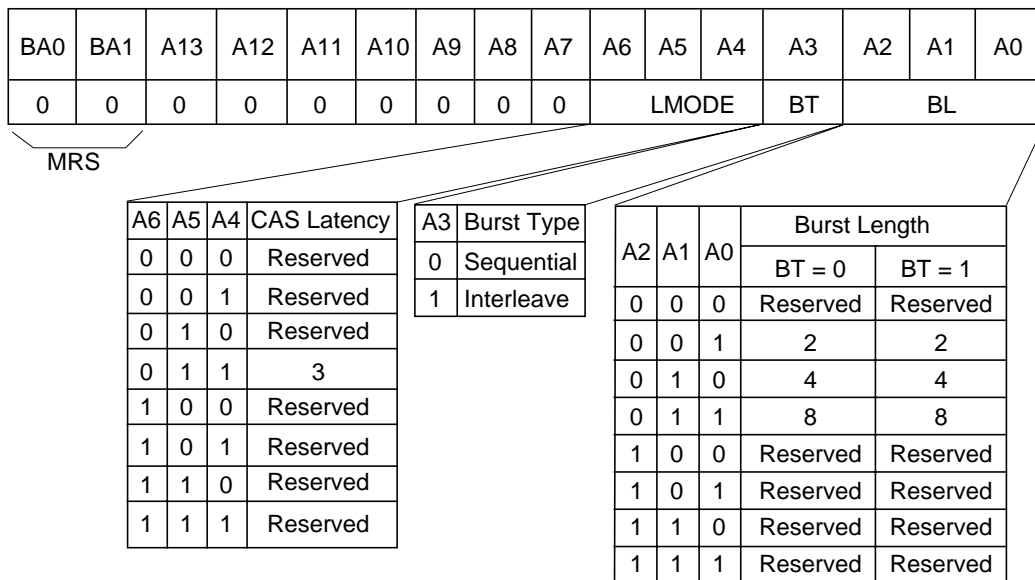 BA0 BA1 A13 A12 A11 A10 A9 A8 A7 A6 A5 A4 A3 A2 A1 A0
0 0 0 0 0 0 0 0 0 LMODE BT BL
MRS
A6 A5 A4 CAS Latency
0 0 0 Reserved
0 0 1 Reserved
0 1 0 Reserved
0 1 1 3
1 0 0 Reserved
1 0 1 Reserved
1 1 0 Reserved
1 1 1 Reserved
A3 Burst Type
0 Sequential
1 Interleave
A2 A1 A0 Burst Length
BT = 0 BT = 1
0 0 0 Reserved Reserved
0 0 1 2 2
0 1 0 4 4
0 1 1 8 8
1 0 0 Reserved Reserved
1 0 1 Reserved Reserved
1 1 0 Reserved Reserved
1 1 1 Reserved Reserved